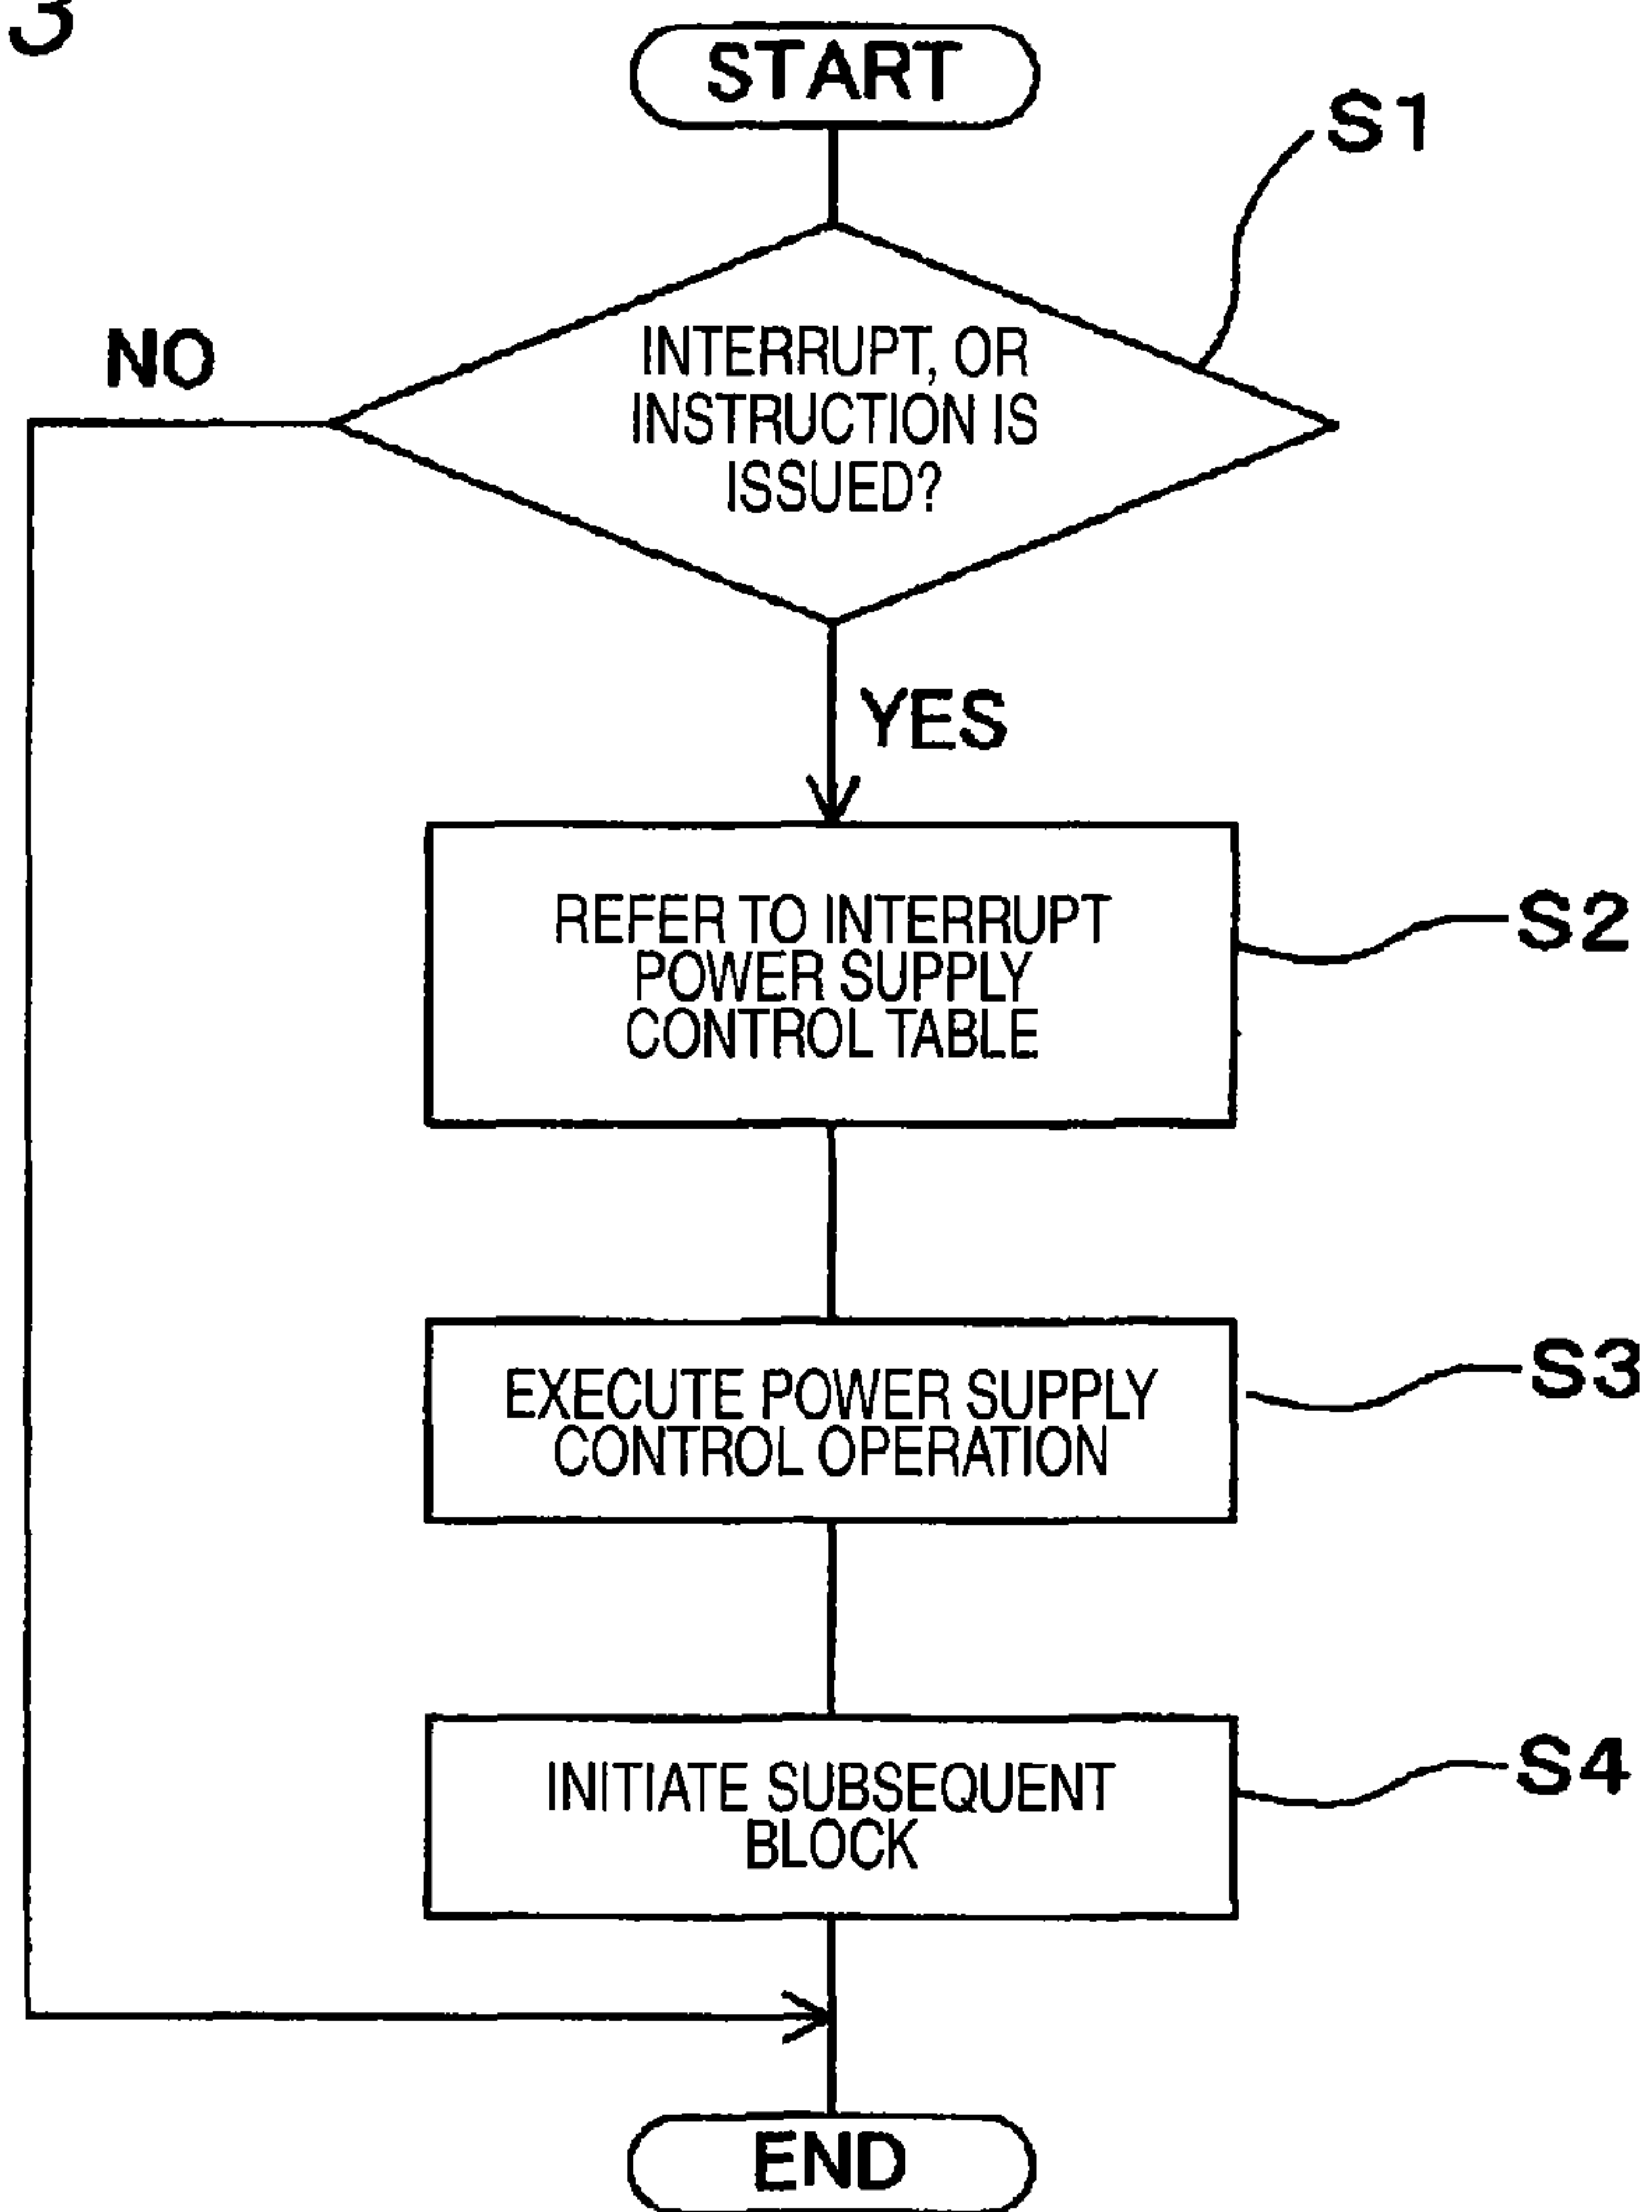 3
START
S1
NO
INTERRUPT, OR
INSTRUCTION IS
ISSUED?
YES
REFER TO INTERRUPT
POWER SUPPLY
CONTROL TABLE
S2
EXECUTE POWER SUPPLY
CONTROL OPERATION
S3
INITIATE SUBSEQUENT
BLOCK
S4
END